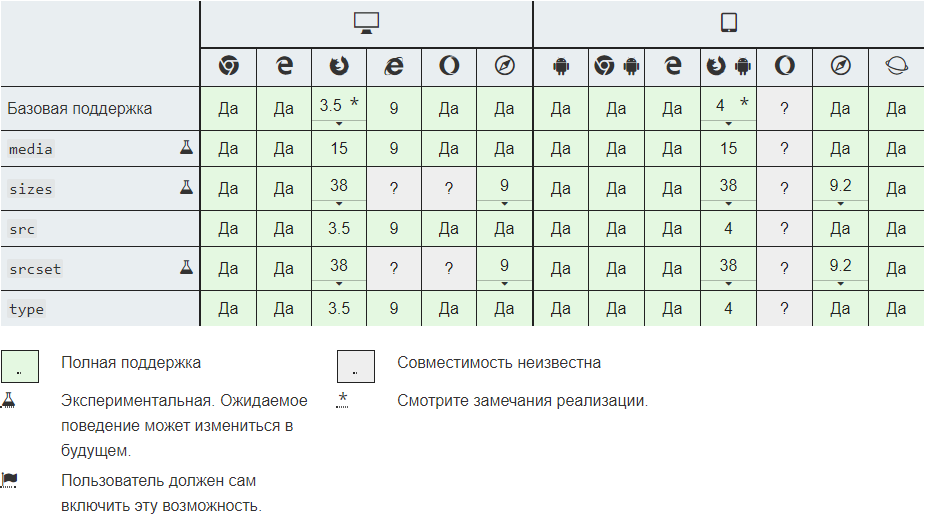 Базовая поддержка Да Да 3.5 * 9 Да Да Да Да Да 4 * ? Да Да
media Да Да 15 9 Да Да Да Да Да 15 ? Да Да
sizes Да Да 38 ? ? 9 Да Да Да 38 ? 9.2 Да
src Да Да 3.5 9 Да Да Да Да Да 4 ? Да Да
srcset Да Да 38 ? ? 9 Да Да Да 38 ? 9.2 Да
type Да Да 3.5 9 Да Да Да Да Да 4 ? Да Да
.. Полная поддержка .. Совместимость неизвестна
Экспериментальная. Ожидаемое * Смотрите замечания реализации.
поведение может измениться в
будущем.
Пользователь должен сам
включить эту возможность.